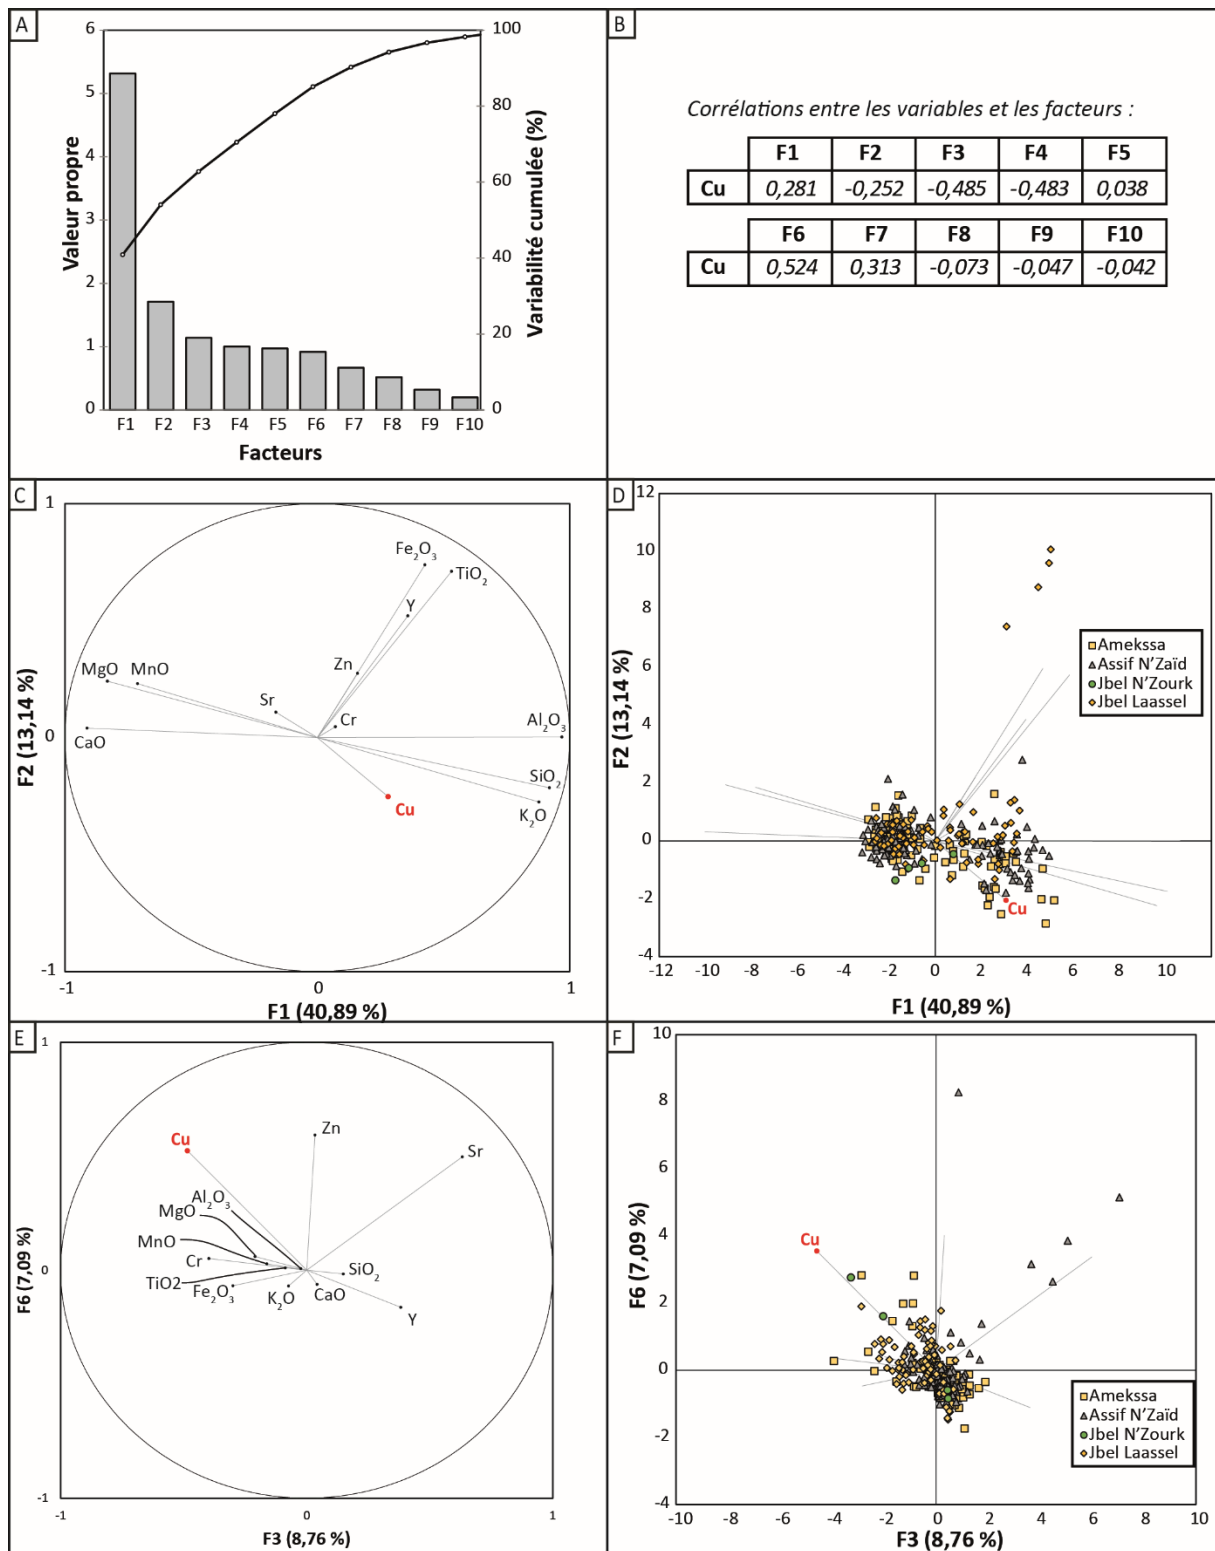 A
Valeur propre
6
5
4
3
2
1
0
100
80
60
40
20
0
Variabilité cumulée (%)
F1 F2 F3 F4 F5 F6 F7 F8 F9 F10
Facteurs
B
Corrélations entre les variables et les facteurs :
F1 F2 F3 F4 F5
Cu 0,281 -0,252 -0,485 -0,483 0,038
F6 F7 F8 F9 F10
Cu 0,524 0,313 -0,073 -0,047 -0,042
C
1
Fe₂O₃
TiO₂
Y
Zn
MgO MnO
Sr
Cr
Al₂O₃
0
CaO
SiO₂
Cu
K₂O
F2 (13,14 %)
-1
-1 0 1
F1 (40,89 %)
D
12
10
8
6
4
2
0
-2
-4
Amekssa
Assif N'Zaïd
Jbel N'Zourk
Jbel Laassel
Cu
F2 (13,14 %)
-12 -10 -8 -6 -4 -2 0 2 4 6 8 10
F1 (40,89 %)
E
1
Zn
Cu
Sr
Al₂O₃
MgO
MnO
Cr
SiO₂
0
TiO2
Fe₂O₃
K₂O
CaO
Y
F6 (7,09 %)
-1
-1 0 1
F3 (8,76 %)
F
10
8
6
4
2
0
-2
-4
Cu
Amekssa
Assif N'Zaïd
Jbel N'Zourk
Jbel Laassel
F6 (7,09 %)
-10 -8 -6 -4 -2 0 2 4 6 8 10
F3 (8,76 %)